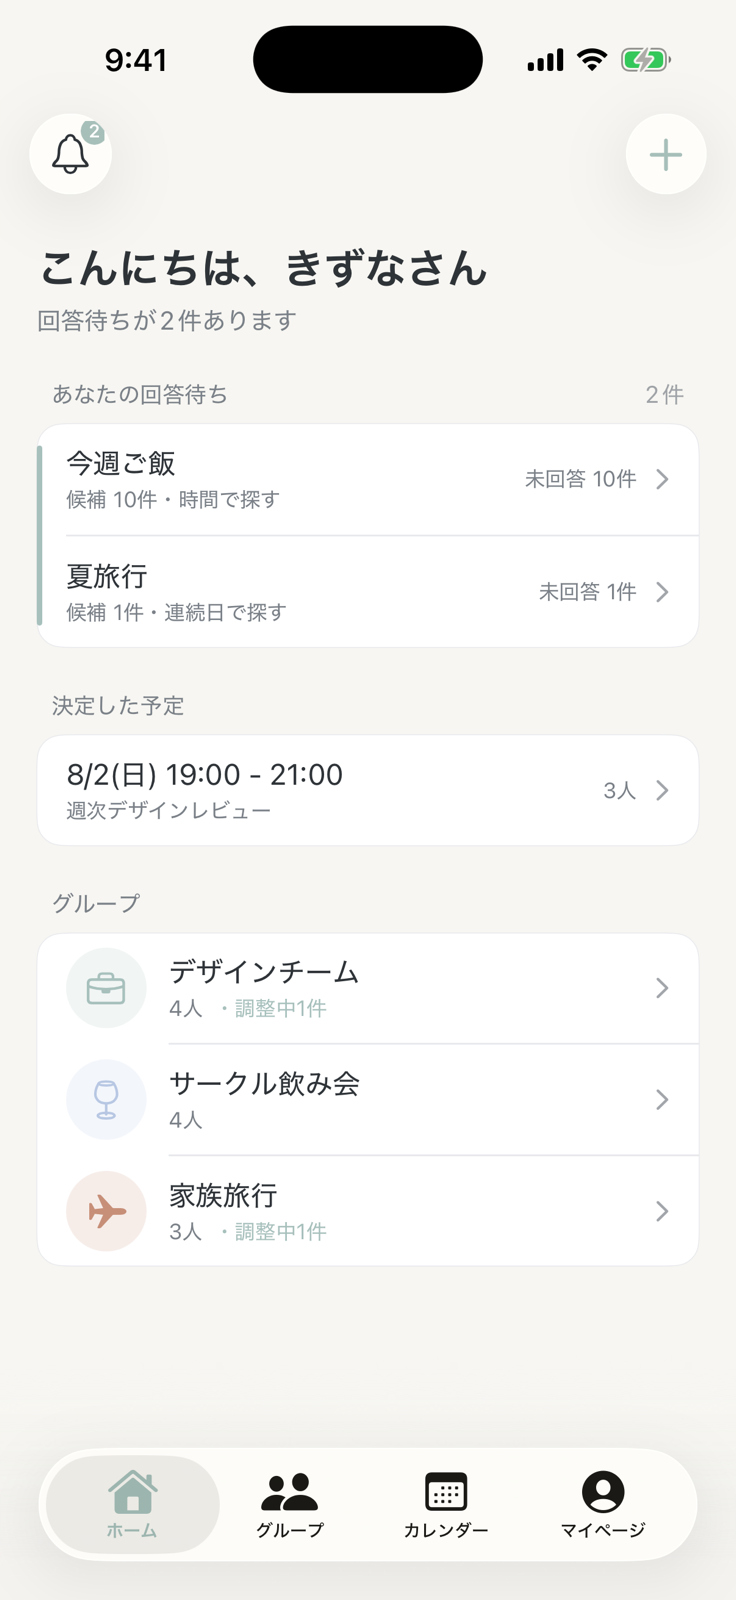 9:41
2
こんにちは、きずなさん
回答待ちが2件あります
あなたの回答待ち 2件
今週ご飯
候補 10件・時間で探す
未回答 10件
夏旅行
候補 1件・連続日で探す
未回答 1件
決定した予定
8/2(日) 19:00 - 21:00
週次デザインレビュー
3人
グループ
デザインチーム
4人 ・調整中1件
サークル飲み会
4人
家族旅行
3人 ・調整中1件
ホーム グループ カレンダー マイページ